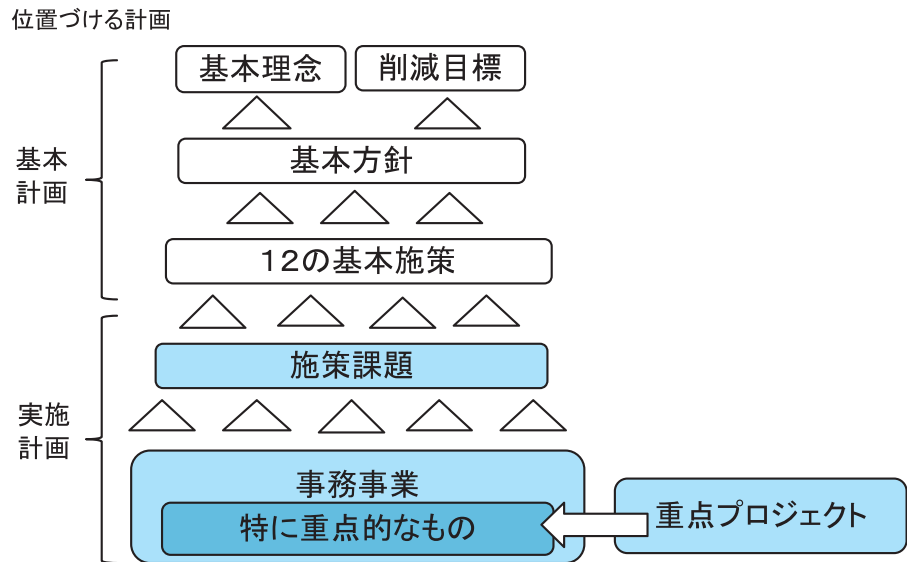 位置づける計画
基本理念
削減目標
基本
計画
基本方針
１２の基本施策
施策課題
実施
計画
事務事業
特に重点的なもの
重点プロジェクト